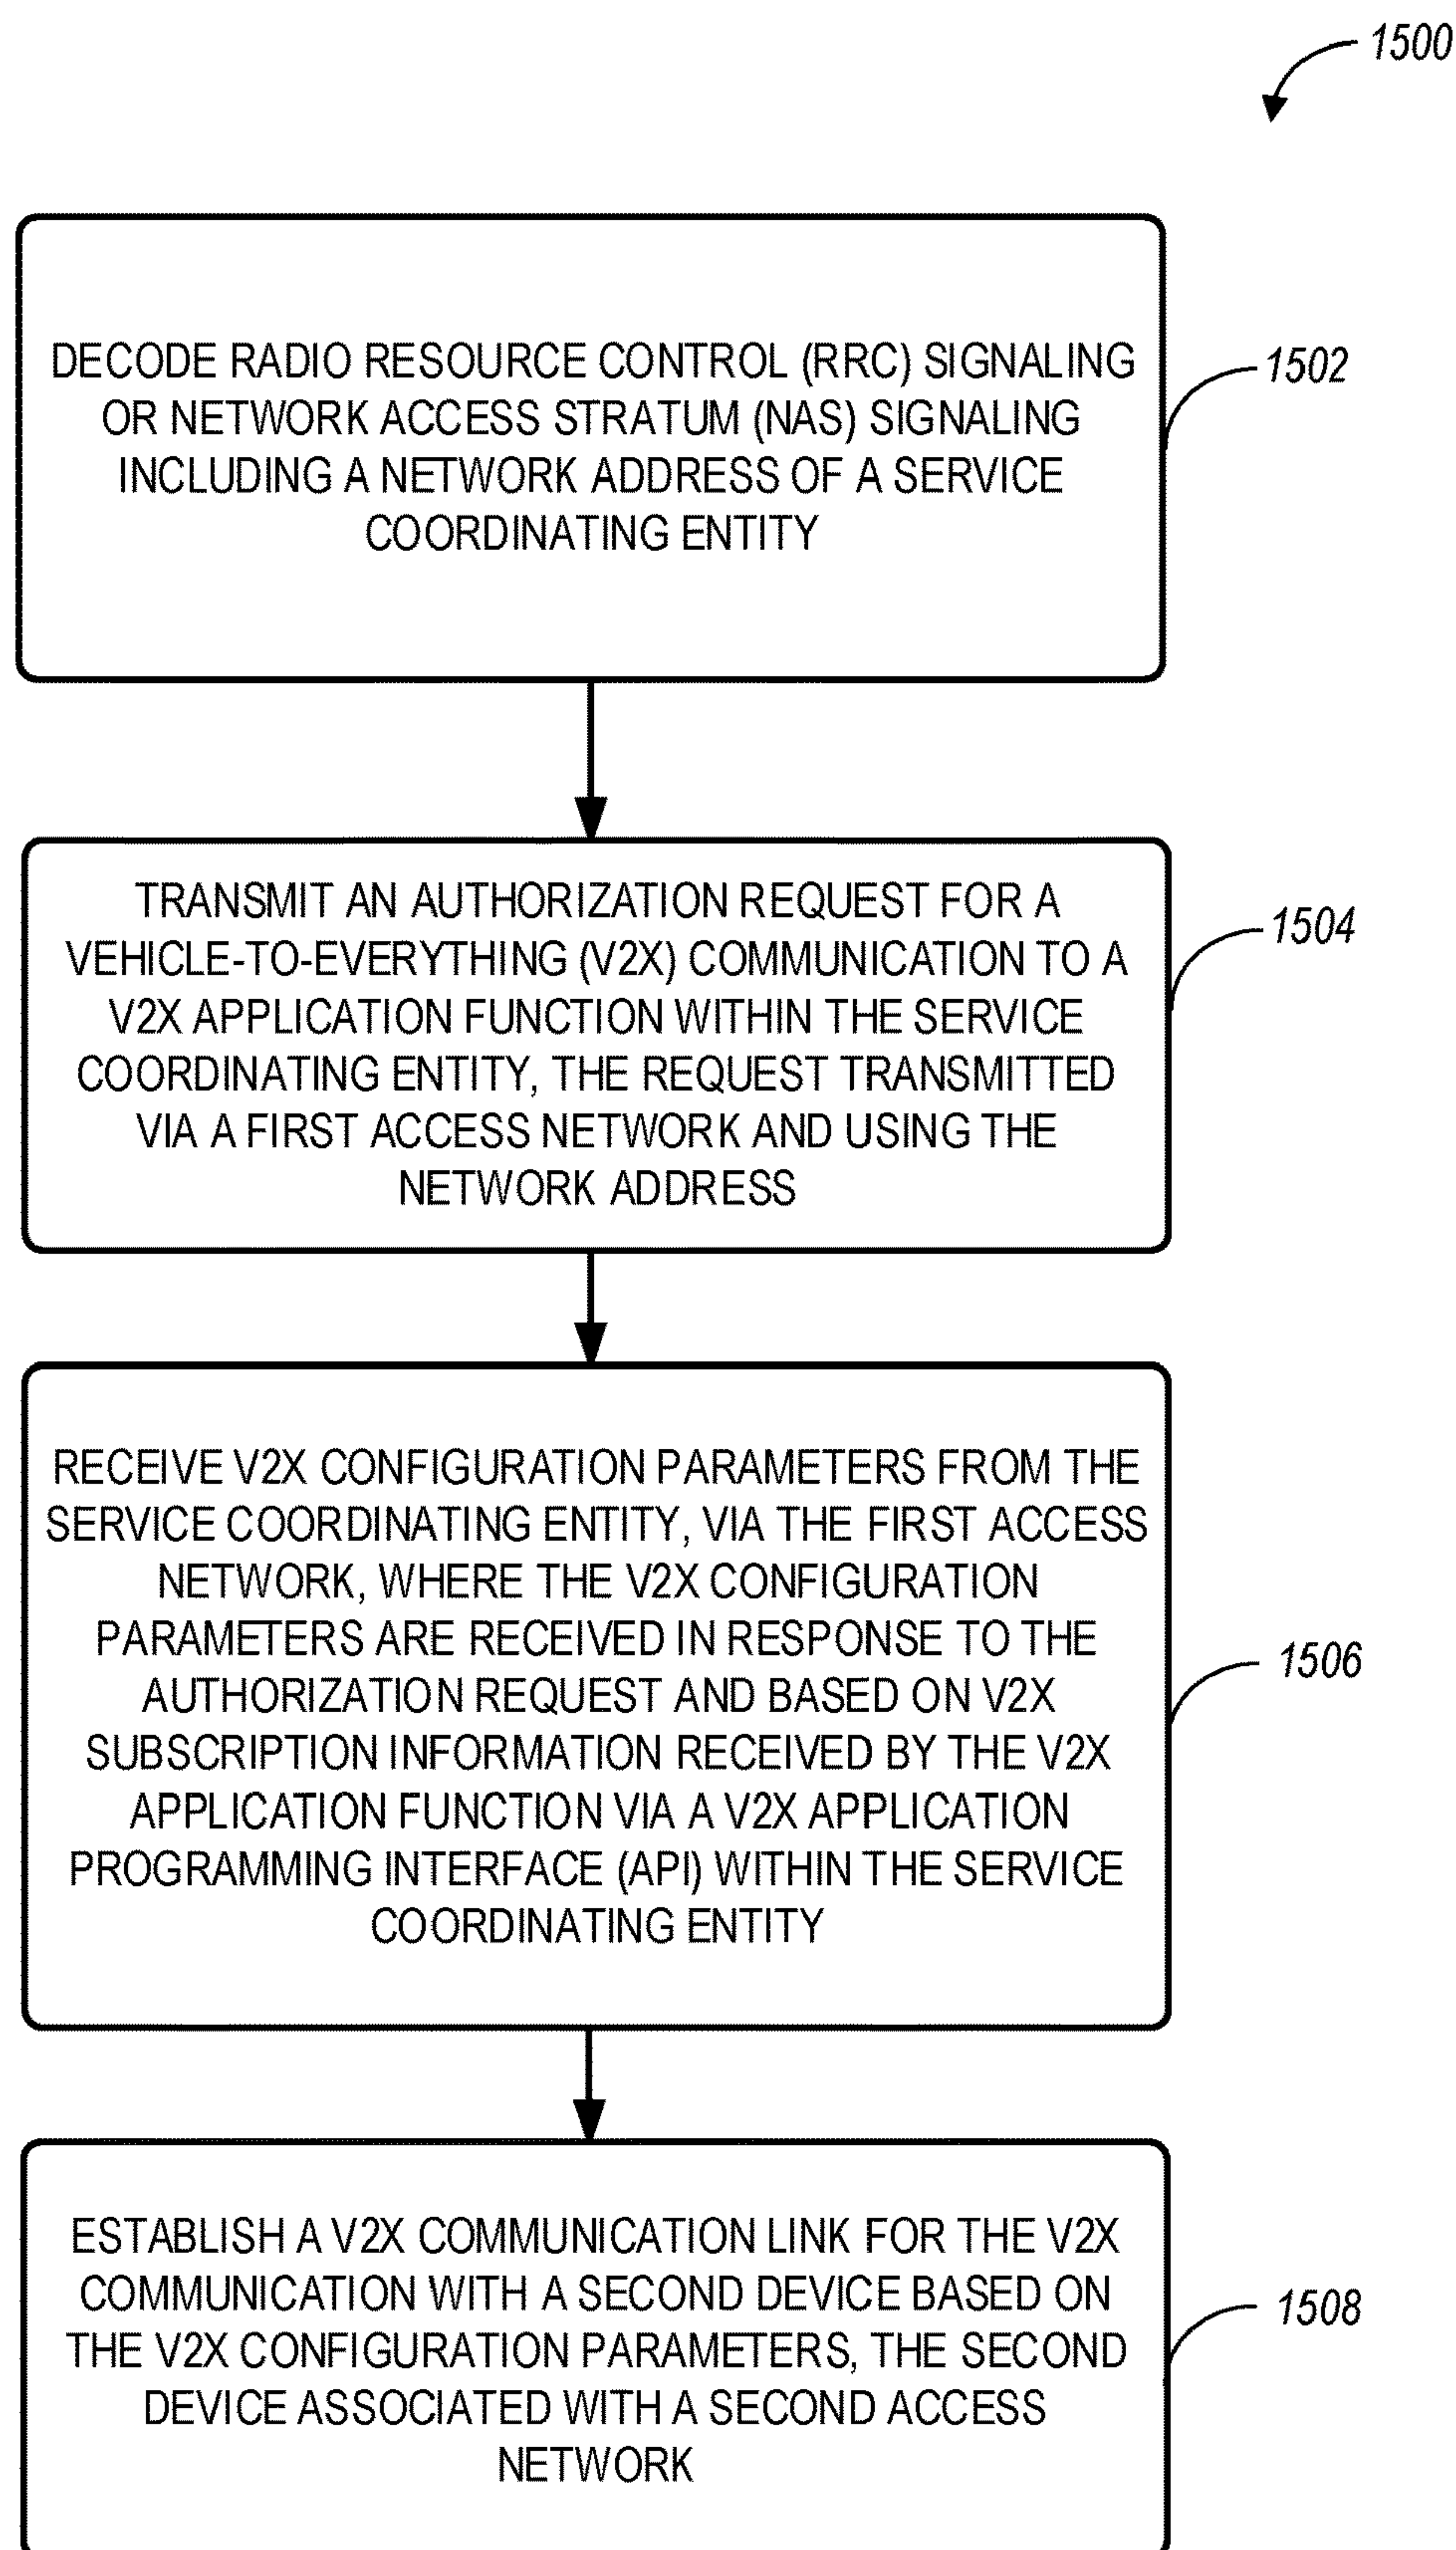 1500
DECODE RADIO RESOURCE CONTROL (RRC) SIGNALING
OR NETWORK ACCESS STRATUM (NAS) SIGNALING
INCLUDING A NETWORK ADDRESS OF A SERVICE
COORDINATING ENTITY
1502
TRANSMIT AN AUTHORIZATION REQUEST FOR A
VEHICLE-TO-EVERYTHING (V2X) COMMUNICATION TO A
V2X APPLICATION FUNCTION WITHIN THE SERVICE
COORDINATING ENTITY, THE REQUEST TRANSMITTED
VIA A FIRST ACCESS NETWORK AND USING THE
NETWORK ADDRESS
1504
RECEIVE V2X CONFIGURATION PARAMETERS FROM THE
SERVICE COORDINATING ENTITY, VIA THE FIRST ACCESS
NETWORK, WHERE THE V2X CONFIGURATION
PARAMETERS ARE RECEIVED IN RESPONSE TO THE
AUTHORIZATION REQUEST AND BASED ON V2X
SUBSCRIPTION INFORMATION RECEIVED BY THE V2X
APPLICATION FUNCTION VIA A V2X APPLICATION
PROGRAMMING INTERFACE (API) WITHIN THE SERVICE
COORDINATING ENTITY
1506
ESTABLISH A V2X COMMUNICATION LINK FOR THE V2X
COMMUNICATION WITH A SECOND DEVICE BASED ON
THE V2X CONFIGURATION PARAMETERS, THE SECOND
DEVICE ASSOCIATED WITH A SECOND ACCESS
NETWORK
1508